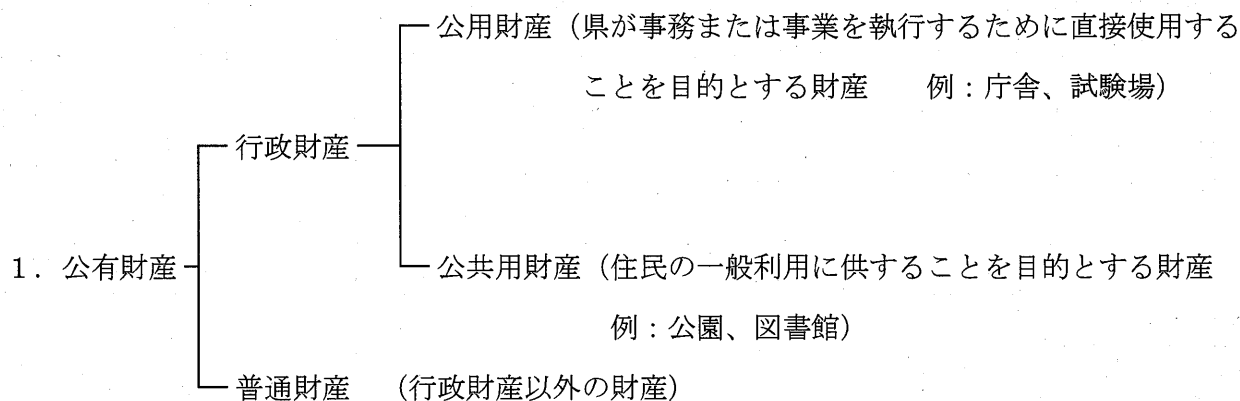 公用財産（県が事務または事業を執行するために直接使用する
ことを目的とする財産　　例：庁舎、試験場）
行政財産
1．公有財産
公共用財産（住民の一般利用に供することを目的とする財産
例：公園、図書館）
普通財産　（行政財産以外の財産）